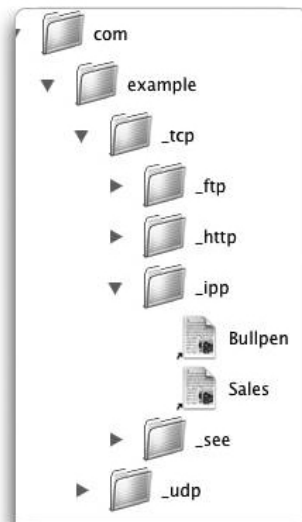 com
example
_tcp
_ftp
_http
_ipp
Bullpen
Sales
_see
_udp